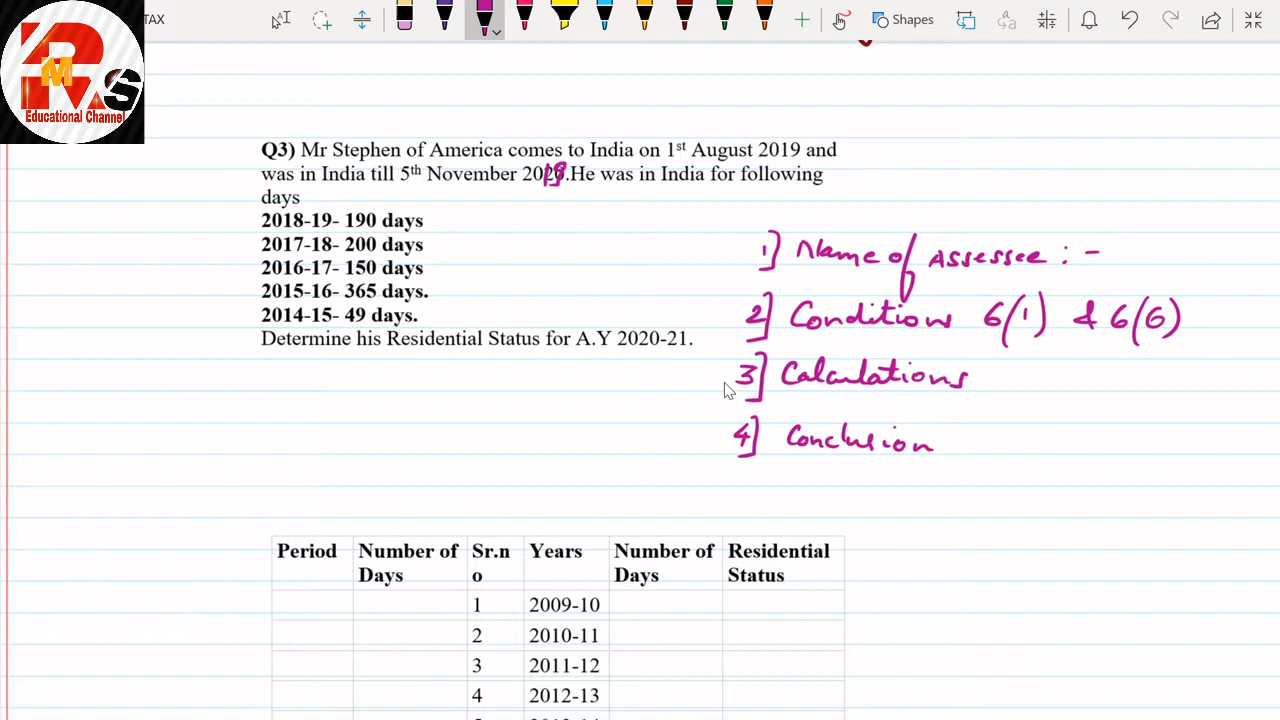 TAX
Shapes
RMS
Educational Channel
Q3) Mr Stephen of America comes to India on 1st August 2019 and
was in India till 5th November 2019.He was in India for following
days
2018-19- 190 days
2017-18- 200 days
2016-17- 150 days
2015-16- 365 days.
2014-15- 49 days.
Determine his Residential Status for A.Y 2020-21.
1] Name of Assessee : -
2] Conditions 6(1) & 6(6)
3] Calculations
4] Conclusion
Period Number of Days Sr.no Years Number of Days Residential Status
1 2009-10
2 2010-11
3 2011-12
4 2012-13